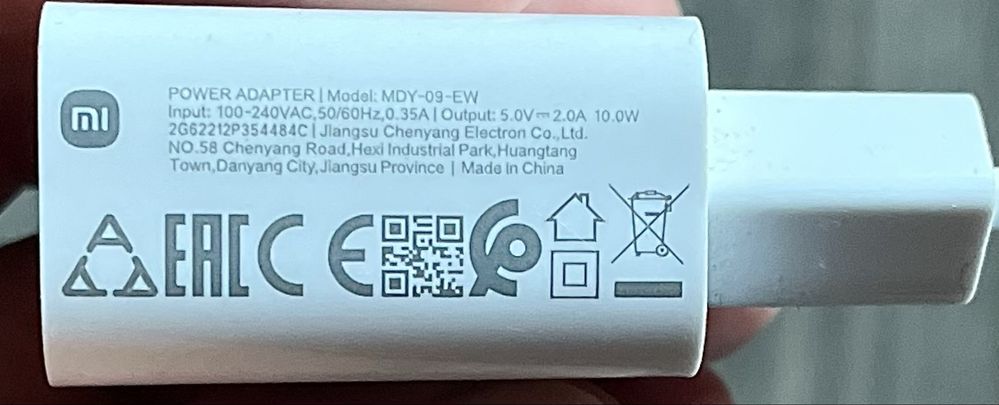 mi
POWER ADAPTER | Model: MDY-09-EW
Input: 100-240VAC,50/60Hz,0.35A | Output: 5.0V⎓2.0A 10.0W
2G62212P354484C | Jiangsu Chenyang Electron Co.,Ltd.
NO.58 Chenyang Road,Hexi Industrial Park,Huangtang
Town,Danyang City,Jiangsu Province | Made in China
EAC CE